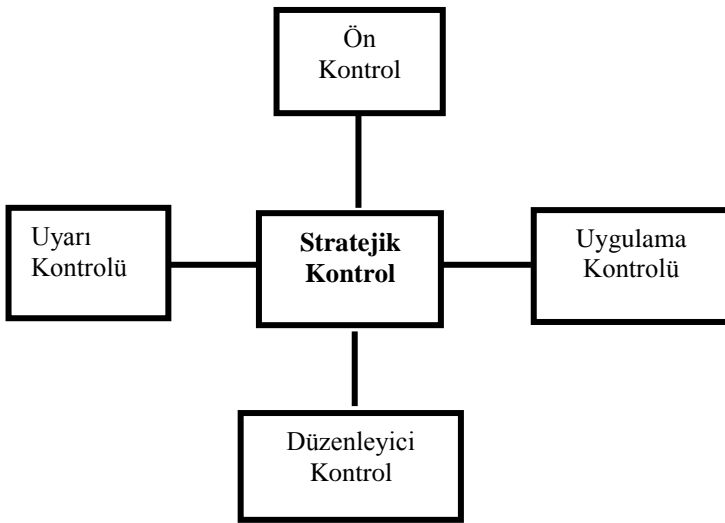 Ön
Kontrol
Uyarı
Kontrolü
Stratejik
Kontrol
Uygulama
Kontrolü
Düzenleyici
Kontrol